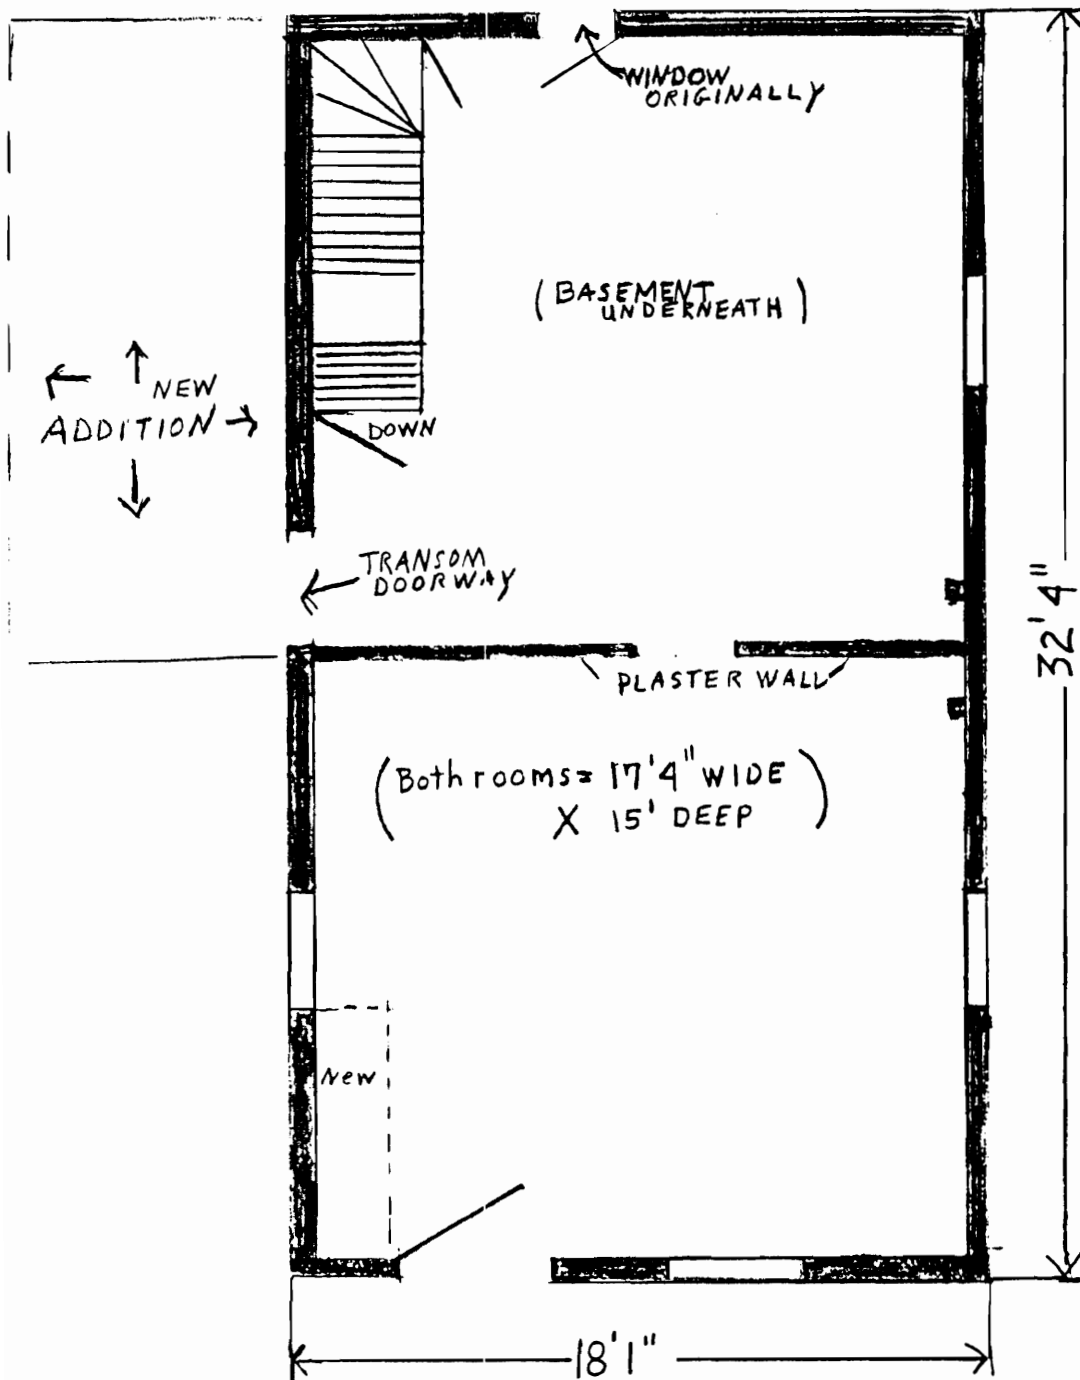 WINDOW
ORIGINALLY
(BASEMENT
UNDERNEATH)
NEW
ADDITION
DOWN
TRANSOM
DOORWAY
32'4"
PLASTER WALL
(Both rooms = 17'4" WIDE
X 15' DEEP)
New
18'1"